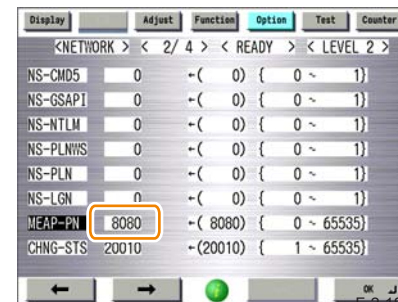 Display Adjust Function Option Test Counter
<NETWORK > < 2/ 4 > < READY > < LEVEL 2 >
NS-CMD5 0 ←( 0) { 0 ~ 1}
NS-GSAPI 0 ←( 0) { 0 ~ 1}
NS-NTLM 0 ←( 0) { 0 ~ 1}
NS-PLNWS 0 ←( 0) { 0 ~ 1}
NS-PLN 0 ←( 0) { 0 ~ 1}
NS-LGN 0 ←( 0) { 0 ~ 1}
MEAP-PN 8080 ←( 8080) { 0 ~ 65535}
CHNG-STS 20010 ←(20010) { 1 ~ 65535}
← → OK